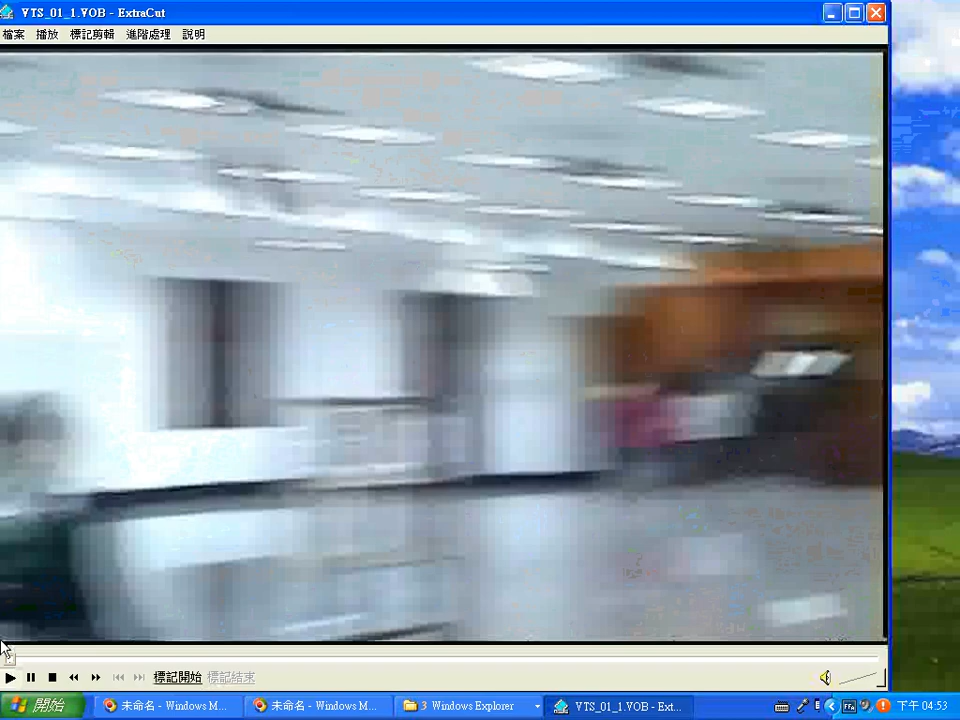 VTS_01_1.VOB - ExtraCut
檔案 播放 標記剪輯 進階處理 說明
標記開始 標記結束
開始 未命名 - Windows M... 未命名 - Windows M... 3 Windows Explorer VTS_01_1.VOB - Ext... 下午 04:53